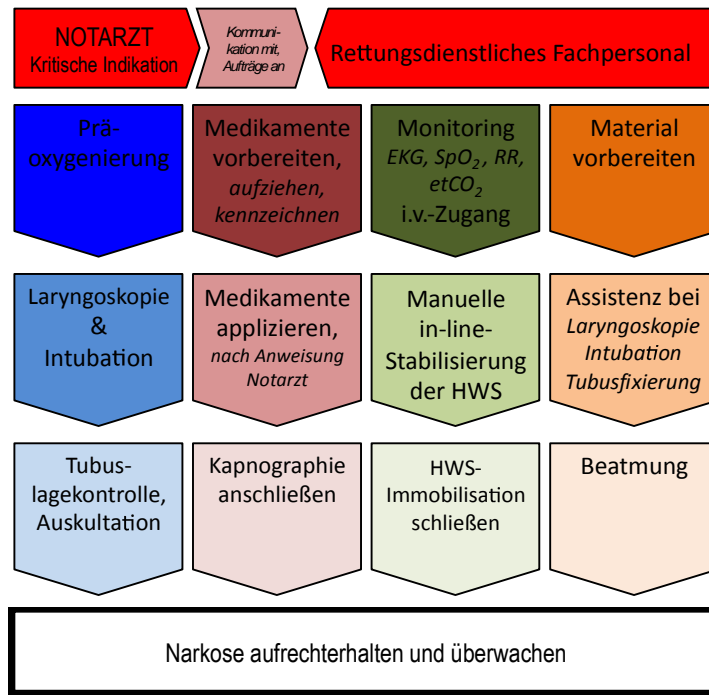 NOTARZT
Kritische Indikation
Kommuni-
kation mit,
Aufträge an
Rettungsdienstliches Fachpersonal
Prä-
oxygenierung
Medikamente
vorbereiten,
aufziehen,
kennzeichnen
Monitoring
EKG, SpO₂ , RR,
etCO₂
i.v.-Zugang
Material
vorbereiten
Laryngoskopie
&
Intubation
Medikamente
applizieren,
nach Anweisung
Notarzt
Manuelle
in-line-
Stabilisierung
der HWS
Assistenz bei
Laryngoskopie
Intubation
Tubusfixierung
Tubus-
lagekontrolle,
Auskultation
Kapnographie
anschließen
HWS-
Immobilisation
schließen
Beatmung
Narkose aufrechterhalten und überwachen